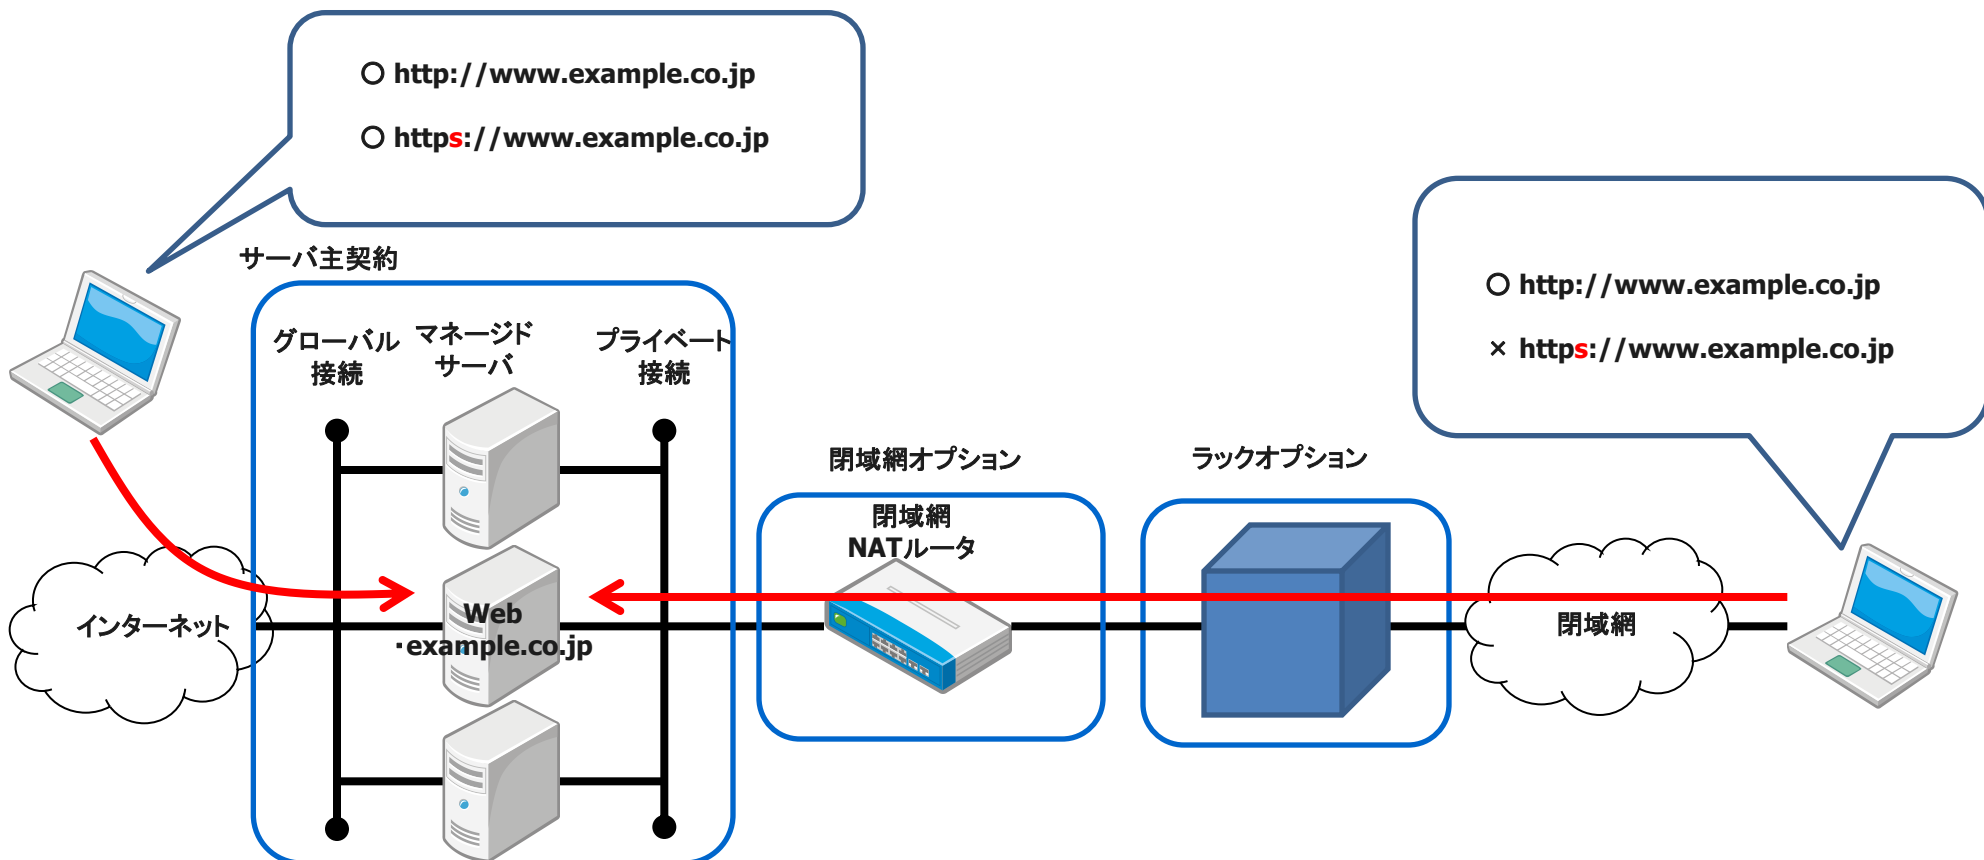 ○ http://www.example.co.jp
○ https://www.example.co.jp
サーバ主契約
グローバル
接続
マネージド
サーバ
プライベート
接続
○ http://www.example.co.jp
× https://www.example.co.jp
閉域網オプション
ラックオプション
閉域網
NATルータ
インターネット
Web
・example.co.jp
閉域網